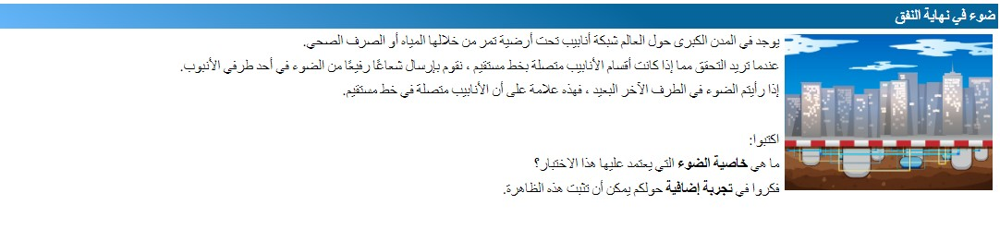 ضوء في نهاية النفق
يوجد في المدن الكبرى حول العالم شبكة أنابيب تحت أرضية تمر من خلالها المياه أو الصرف الصحي.
عندما تريد التحقق مما إذا كانت أقسام الأنابيب متصلة بخط مستقيم ، نقوم بإرسال شعاعًا رفيعًا من الضوء في أحد طرفي الأنبوب.
إذا رأيتم الضوء في الطرف الآخر البعيد ، فهذه علامة على أن الأنابيب متصلة في خط مستقيم.
اكتبوا:
ما هي خاصية الضوء التي يعتمد عليها هذا الاختبار؟
فكروا في تجربة إضافية حولكم يمكن أن تثبت هذه الظاهرة.